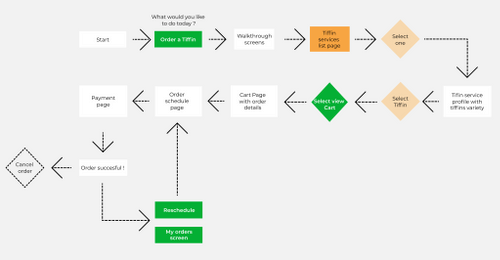 What would you like
to do today ?
Start
Order a Tiffin
Walkthrough
screens
Tiffin
services
list page
Select
one
Payment
page
Order
schedule
page
Cart Page
with order
details
Select view
Cart
Select
Tiffin
Tifin service
profile with
tiffins variety
Cancel
order
Order succesful !
Reschedule
My orders
screen